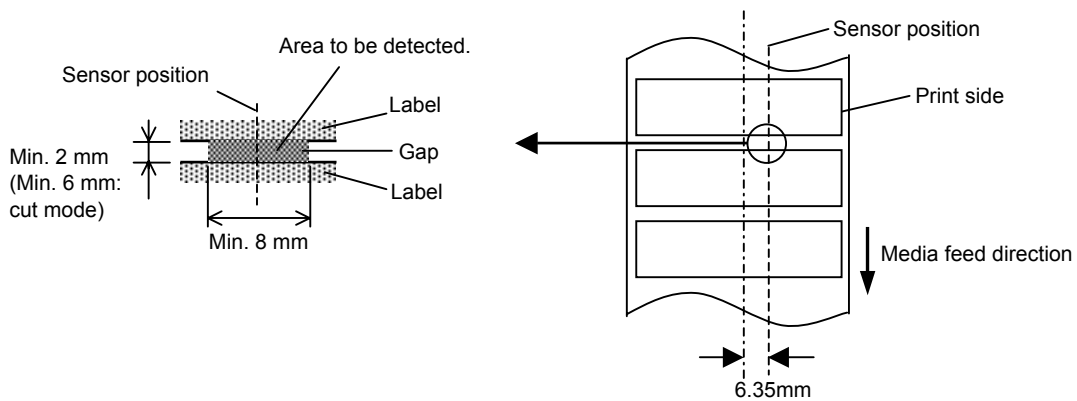 Area to be detected.
Sensor position
Label
Gap
Label
Min. 2 mm
(Min. 6 mm:
cut mode)
Min. 8 mm
Sensor position
Print side
Media feed direction
6.35mm